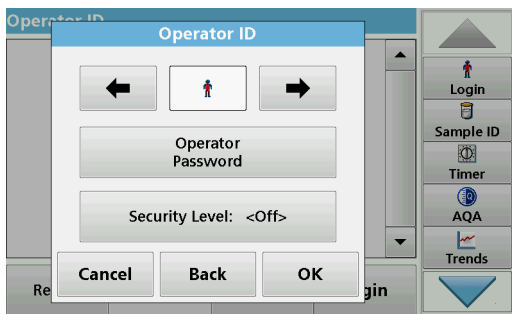 Operator ID
Operator ID
Operator
Password
Security Level: <Off>
Cancel
Back
OK
Re
gin
Login
Sample ID
Timer
AQA
Trends